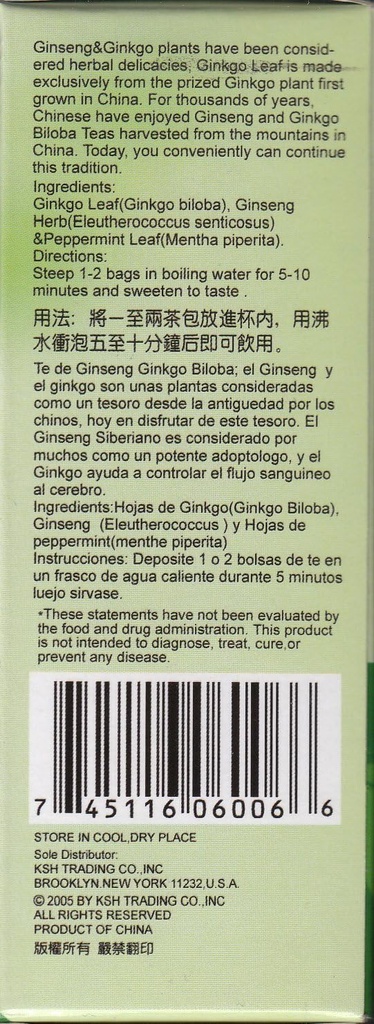 Ginseng&Ginkgo plants have been consid-
ered herbal delicacies, Ginkgo Leaf is made
exclusively from the prized Ginkgo plant first
grown in China. For thousands of years,
Chinese have enjoyed Ginseng and Ginkgo
Biloba Teas harvested from the mountains in
China. Today, you conveniently can continue
this tradition.
Ingredients:
Ginkgo Leaf(Ginkgo biloba), Ginseng
Herb(Eleutherococcus senticosus)
&Peppermint Leaf(Mentha piperita).
Directions:
Steep 1-2 bags in boiling water for 5-10
minutes and sweeten to taste .
用法: 將一至兩茶包放進杯内, 用沸
水衝泡五至十分鐘后即可飲用。
Te de Ginseng Ginkgo Biloba; el Ginseng y
el ginkgo son unas plantas consideradas
como un tesoro desde la antiguedad por los
chinos, hoy en disfrutar de este tesoro. El
Ginseng Siberiano es considerado por
muchos como un potente adoptologo, y el
Ginkgo ayuda a controlar el flujo sanguineo
al cerebro.
Ingredients:Hojas de Ginkgo(Ginkgo Biloba),
Ginseng (Eleutherococcus ) y Hojas de
peppermint(menthe piperita)
Instrucciones: Deposite 1 o 2 bolsas de te en
un frasco de agua caliente durante 5 minutos
luejo sirvase.
*These statements have not been evaluated by
the food and drug administration. This product
is not intended to diagnose, treat, cure,or
prevent any disease.
7 45116 06006 6
STORE IN COOL,DRY PLACE
Sole Distributor:
KSH TRADING CO.,INC
BROOKLYN.NEW YORK 11232,U.S.A.
© 2005 BY KSH TRADING CO.,INC
ALL RIGHTS RESERVED
PRODUCT OF CHINA
版權所有 嚴禁翻印